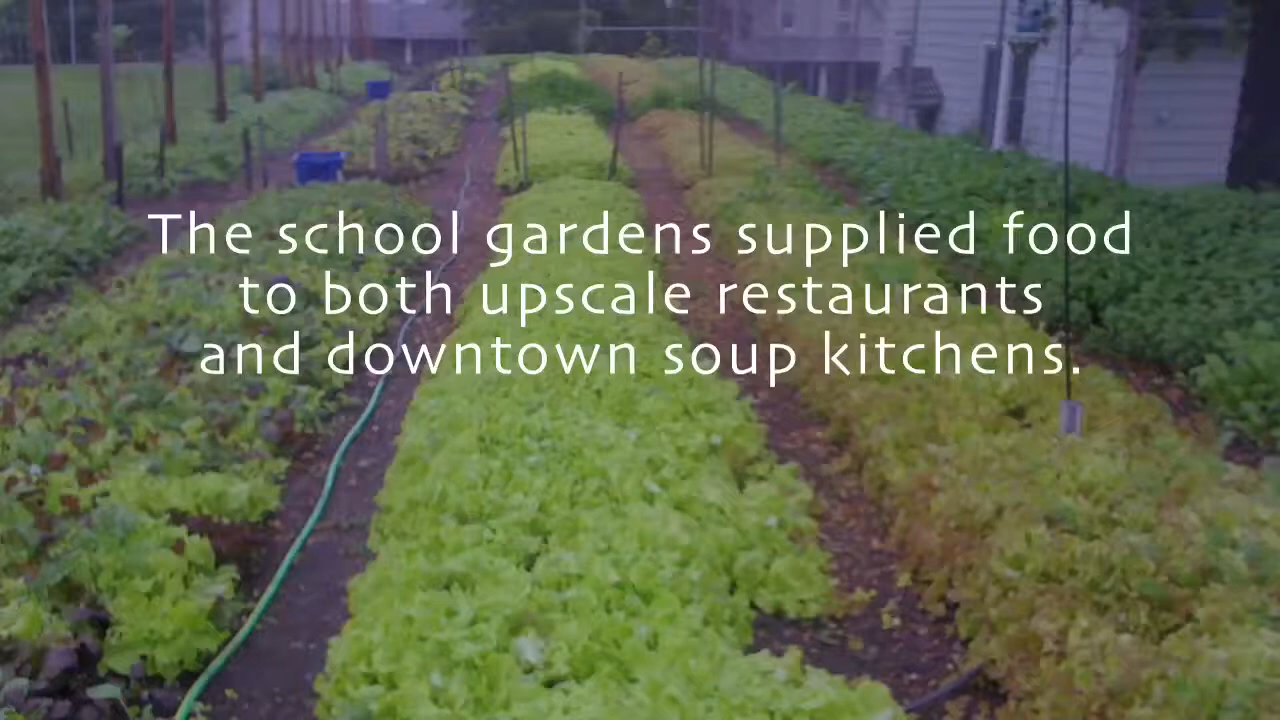 The school gardens supplied food
to both upscale restaurants
and downtown soup kitchens.